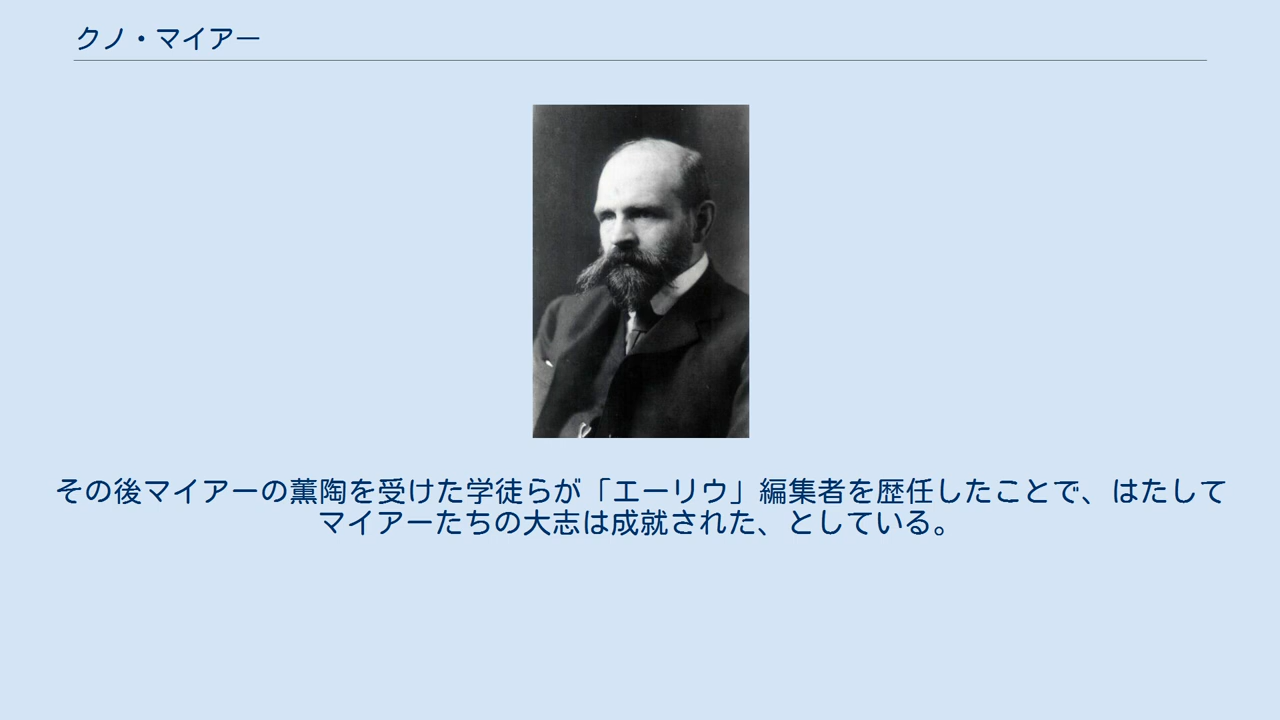 クノ・マイアー
その後マイアーの薫陶を受けた学徒らが「エーリウ」編集者を歴任したことで、はたして
マイアーたちの大志は成就された、としている。